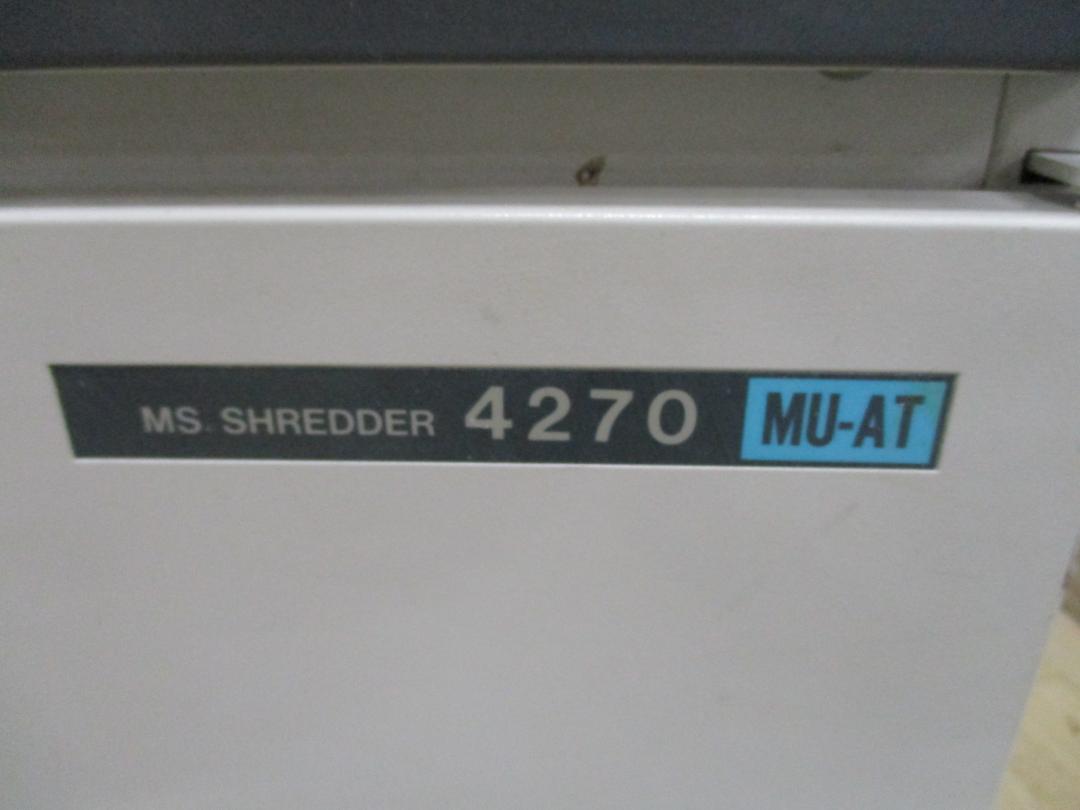 MS. SHREDDER 4270 MU-AT